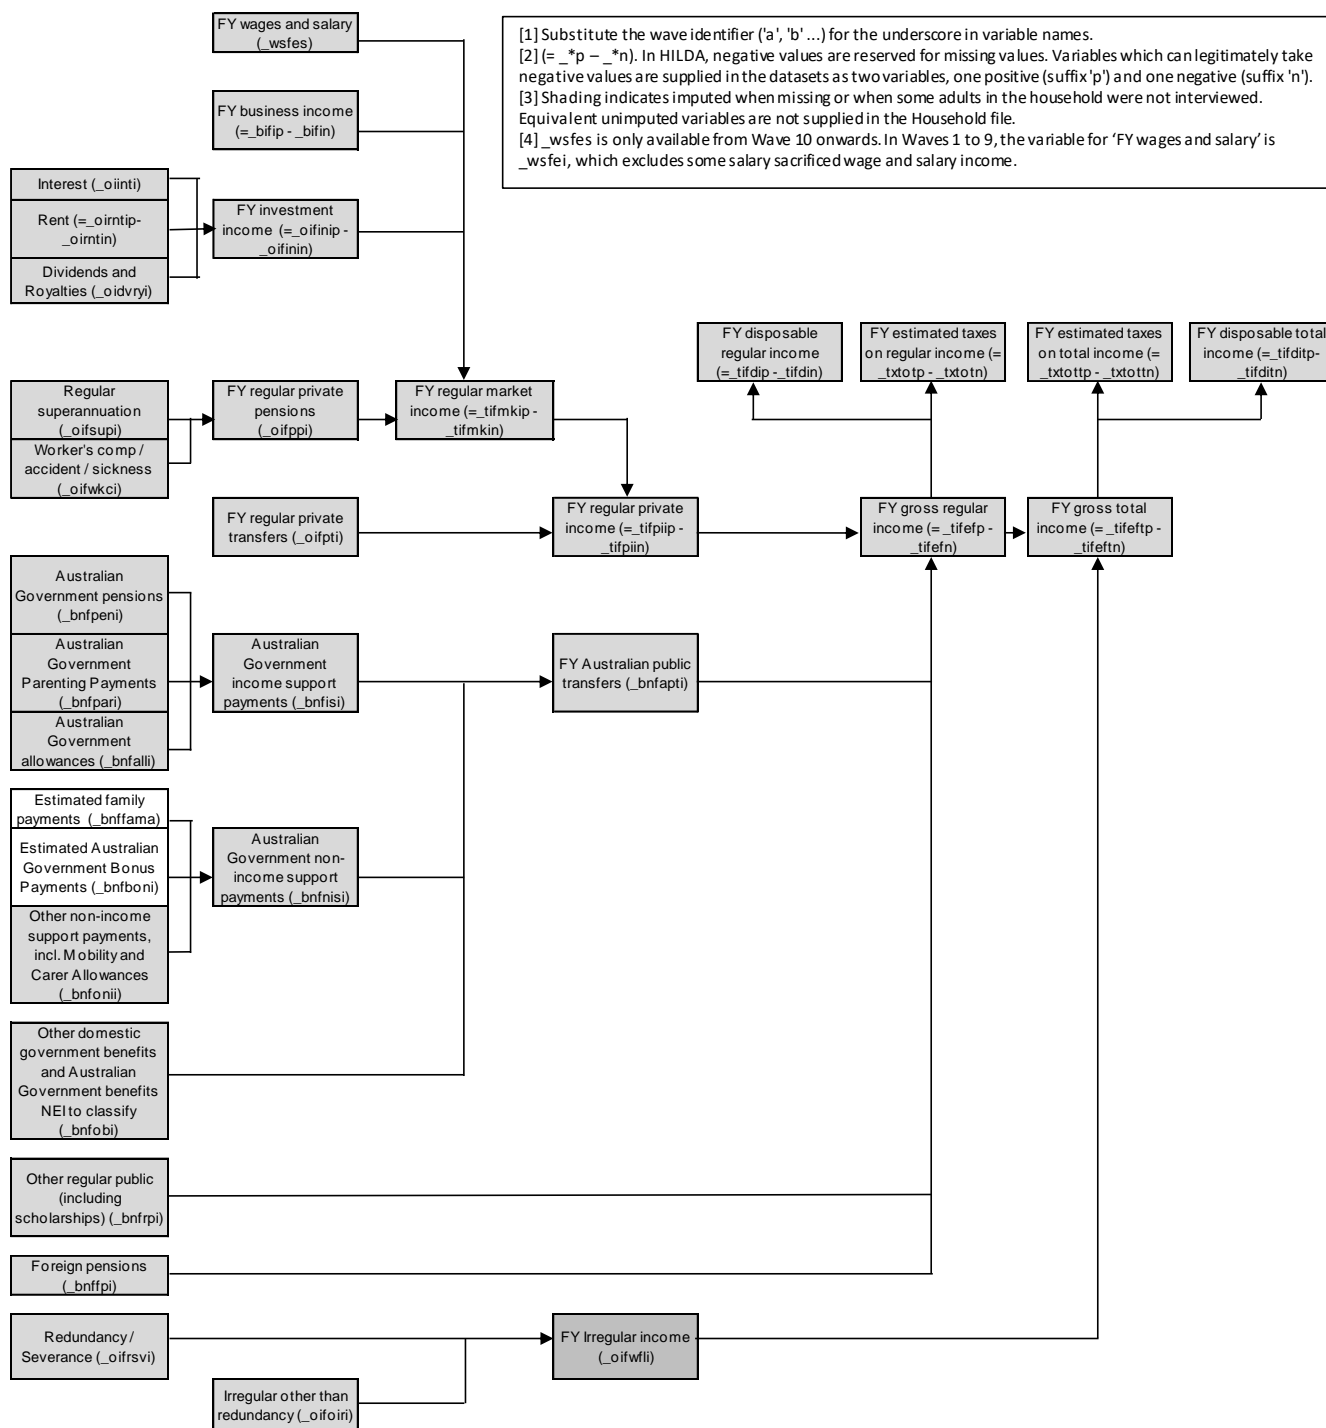 FY wages and salary
(_wsfes)
[1] Substitute the wave identifier ('a', 'b' ...) for the underscore in variable names.
[2] (= _*p – _*n). In HILDA, negative values are reserved for missing values. Variables which can legitimately take
negative values are supplied in the datasets as two variables, one positive (suffix 'p') and one negative (suffix 'n').
[3] Shading indicates imputed when missing or when some adults in the household were not interviewed.
Equivalent unimputed variables are not supplied in the Household file.
[4] _wsfes is only available from Wave 10 onwards. In Waves 1 to 9, the variable for ‘FY wages and salary’ is
_wsfei, which excludes some salary sacrificed wage and salary income.
FY business income
(=_bifip - _bifin)
Interest (_oiinti)
Rent (=_oirntip-
_oirntin)
Dividends and
Royalties (_oidvryi)
FY investment
income (=_oifinip -
_oifinin)
FY disposable
regular income
(=_tifdip -_tifdin)
FY estimated taxes
on regular income (=
_txtotp - _txtotn)
FY estimated taxes
on total income (=
_txtottp - _txtottn)
FY disposable total
income (=_tifditp-
_tifditn)
Regular
superannuation
(_oifsupi)
Worker's comp /
accident / sickness
(_oifwkci)
FY regular private
pensions
(_oifppi)
FY regular market
income (=_tifmkip -
_tifmkin)
FY regular private
transfers (_oifpti)
FY regular private
income (=_tifpiip -
_tifpiin)
FY gross regular
income (=_tifefp -
_tifefn)
FY gross total
income (= _tifeftp -
_tifeftn)
Australian
Government pensions
(_bnfpeni)
Australian
Government
Parenting Payments
(_bnfpari)
Australian
Government
allowances (_bnfalli)
Australian
Government
income support
payments (_bnfisi)
FY Australian public
transfers (_bnfapti)
Estimated family
payments (_bnffama)
Estimated Australian
Government Bonus
Payments (_bnfboni)
Other non-income
support payments,
incl. Mobility and
Carer Allowances
(_bnfonii)
Australian
Government non-
income support
payments (_bnfnisi)
Other domestic
government benefits
and Australian
Government benefits
NEI to classify
(_bnfobi)
Other regular public
(including
scholarships) (_bnfrpi)
Foreign pensions
(_bnffpi)
Redundancy /
Severance (_oifrsvi)
FY Irregular income
(_oifwfli)
Irregular other than
redundancy (_oifoiri)